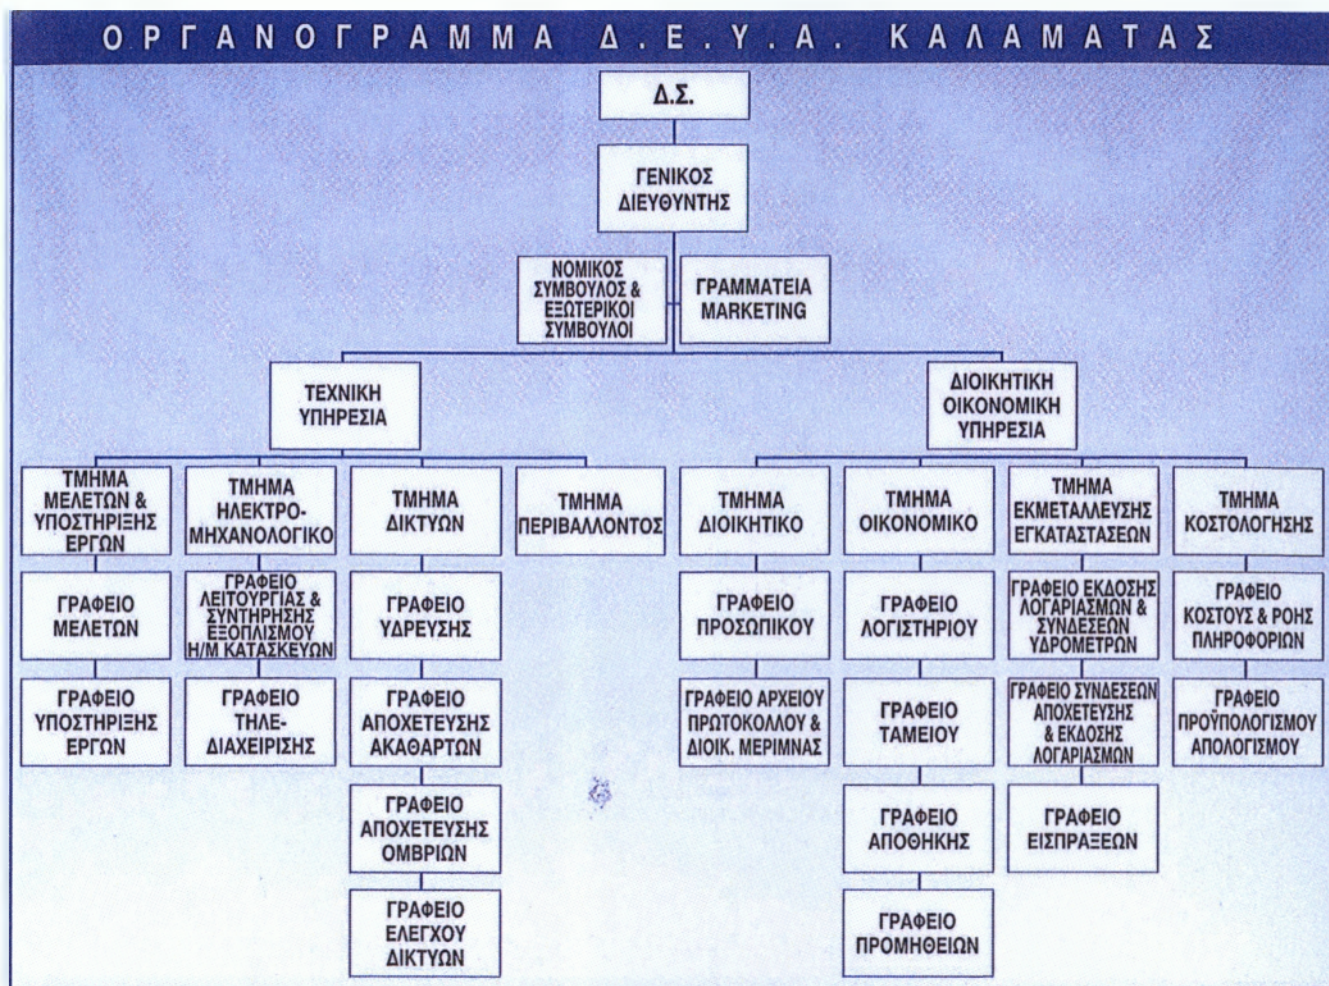 ΟΡΓΑΝΟΓΡΑΜΜΑ Δ.Ε.Υ.Α. ΚΑΛΑΜΑΤΑΣ
Δ.Σ.
ΓΕΝΙΚΟΣ
ΔΙΕΥΘΥΝΤΗΣ
ΝΟΜΙΚΟΣ
ΣΥΜΒΟΥΛΟΣ &
ΕΞΩΤΕΡΙΚΟΙ
ΣΥΜΒΟΥΛΟΙ
ΓΡΑΜΜΑΤΕΙΑ
MARKETING
ΤΕΧΝΙΚΗ
ΥΠΗΡΕΣΙΑ
ΔΙΟΙΚΗΤΙΚΗ
ΟΙΚΟΝΟΜΙΚΗ
ΥΠΗΡΕΣΙΑ
ΤΜΗΜΑ
ΜΕΛΕΤΩΝ &
ΥΠΟΣΤΗΡΙΞΗΣ
ΕΡΓΩΝ
ΤΜΗΜΑ
ΗΛΕΚΤΡΟ-
ΜΗΧΑΝΟΛΟΓΙΚΟ
ΤΜΗΜΑ
ΔΙΚΤΥΩΝ
ΤΜΗΜΑ
ΠΕΡΙΒΑΛΛΟΝΤΟΣ
ΤΜΗΜΑ
ΔΙΟΙΚΗΤΙΚΟ
ΤΜΗΜΑ
ΟΙΚΟΝΟΜΙΚΟ
ΤΜΗΜΑ
ΕΚΜΕΤΑΛΛΕΥΣΗΣ
ΕΓΚΑΤΑΣΤΑΣΕΩΝ
ΤΜΗΜΑ
ΚΟΣΤΟΛΟΓΗΣΗΣ
ΓΡΑΦΕΙΟ
ΜΕΛΕΤΩΝ
ΓΡΑΦΕΙΟ
ΛΕΙΤΟΥΡΓΙΑΣ &
ΣΥΝΤΗΡΗΣΗΣ
ΕΞΟΠΛΙΣΜΟΥ
Η/Μ ΚΑΤΑΣΚΕΥΩΝ
ΓΡΑΦΕΙΟ
ΥΔΡΕΥΣΗΣ
ΓΡΑΦΕΙΟ
ΠΡΟΣΩΠΙΚΟΥ
ΓΡΑΦΕΙΟ
ΛΟΓΙΣΤΗΡΙΟΥ
ΓΡΑΦΕΙΟ ΕΚΔΟΣΗΣ
ΛΟΓΑΡΙΑΣΜΩΝ &
ΣΥΝΔΕΣΕΩΝ
ΥΔΡΟΜΕΤΡΩΝ
ΓΡΑΦΕΙΟ
ΚΟΣΤΟΥΣ & ΡΟΗΣ
ΠΛΗΡΟΦΟΡΙΩΝ
ΓΡΑΦΕΙΟ
ΥΠΟΣΤΗΡΙΞΗΣ
ΕΡΓΩΝ
ΓΡΑΦΕΙΟ
ΤΗΛΕ-
ΔΙΑΧΕΙΡΙΣΗΣ
ΓΡΑΦΕΙΟ
ΑΠΟΧΕΤΕΥΣΗΣ
ΑΚΑΘΑΡΤΩΝ
ΓΡΑΦΕΙΟ ΑΡΧΕΙΟΥ
ΠΡΩΤΟΚΟΛΛΟΥ &
ΔΙΟΙΚ. ΜΕΡΙΜΝΑΣ
ΓΡΑΦΕΙΟ
ΤΑΜΕΙΟΥ
ΓΡΑΦΕΙΟ ΣΥΝΔΕΣΕΩΝ
ΑΠΟΧΕΤΕΥΣΗΣ
& ΕΚΔΟΣΗΣ
ΛΟΓΑΡΙΑΣΜΩΝ
ΓΡΑΦΕΙΟ
ΠΡΟΫΠΟΛΟΓΙΣΜΟΥ
ΑΠΟΛΟΓΙΣΜΟΥ
ΓΡΑΦΕΙΟ
ΑΠΟΧΕΤΕΥΣΗΣ
ΟΜΒΡΙΩΝ
ΓΡΑΦΕΙΟ
ΑΠΟΘΗΚΗΣ
ΓΡΑΦΕΙΟ
ΕΙΣΠΡΑΞΕΩΝ
ΓΡΑΦΕΙΟ
ΕΛΕΓΧΟΥ
ΔΙΚΤΥΩΝ
ΓΡΑΦΕΙΟ
ΠΡΟΜΗΘΕΙΩΝ